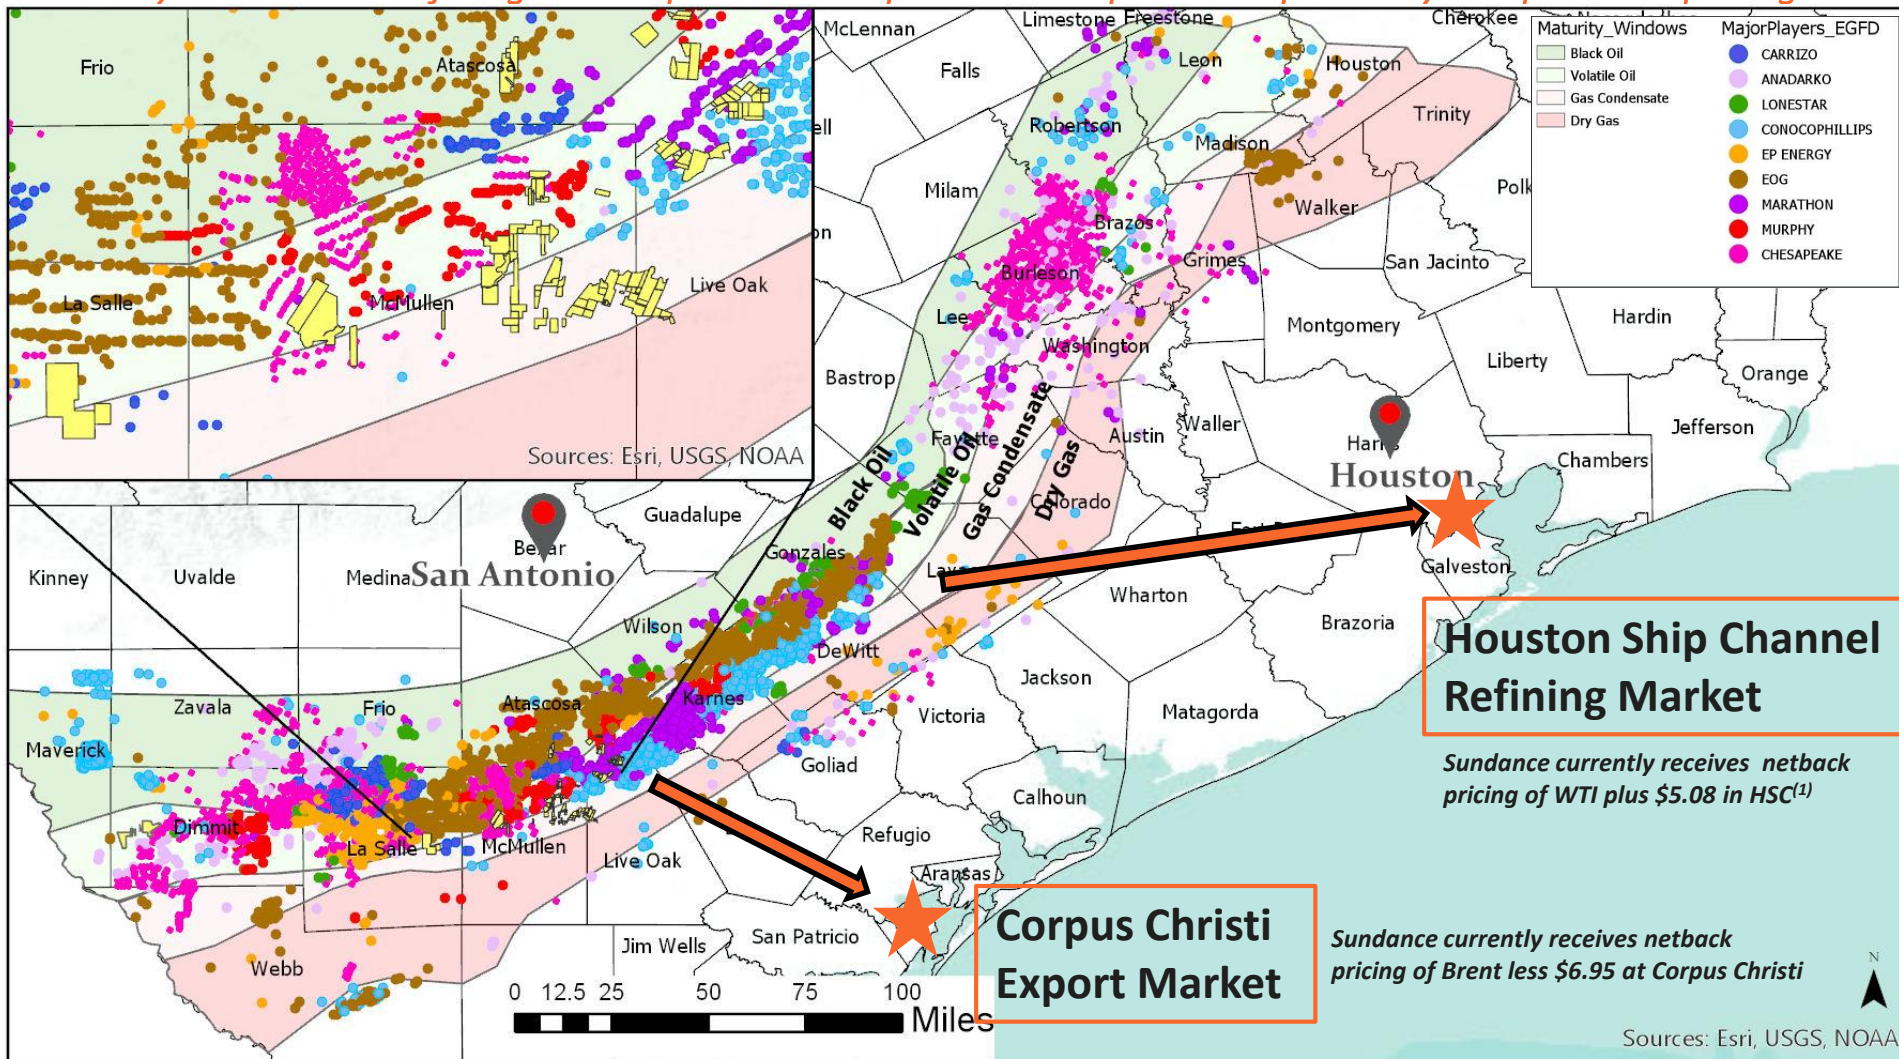 Frio
Atascosa
La Salle
McMullen
Live Oak
Sources: Esri, USGS, NOAA
McLennan
Limestone
Freestone
Cherokee
Falls
Leon
Houston
Robertson
Trinity
Madison
Milam
Walker
Brazos
Burleson
Grimes
San Jacinto
Lee
Montgomery
Hardin
Washington
Liberty
Bastrop
Orange
Fayette
Austin
Waller
Jefferson
Chambers
Houston
Colorado
Black Oil
Volatile Oil
Gas Condensate
Dry Gas
Maturity_Windows
Black Oil
Volatile Oil
Gas Condensate
Dry Gas
MajorPlayers_EGFD
CARRIZO
ANADARKO
LONESTAR
CONOCOPHILLIPS
EP ENERGY
EOG
MARATHON
MURPHY
CHESAPEAKE
Guadalupe
Kinney
Uvalde
Medina
San Antonio
Gonzales
Galveston
Wharton
Brazoria
Wilson
DeWitt
Jackson
Zavala
Frio
Atascosa
Karnes
Victoria
Matagorda
Maverick
Goliad
Calhoun
Dimmit
La Salle
McMullen
Live Oak
Refugio
Aransas
Webb
Jim Wells
San Patricio
Houston Ship Channel
Refining Market
Sundance currently receives netback
pricing of WTI plus $5.08 in HSC(1)
Corpus Christi
Export Market
Sundance currently receives netback
pricing of Brent less $6.95 at Corpus Christi
0 12.5 25 50 75 100
Miles
N
Sources: Esri, USGS, NOAA